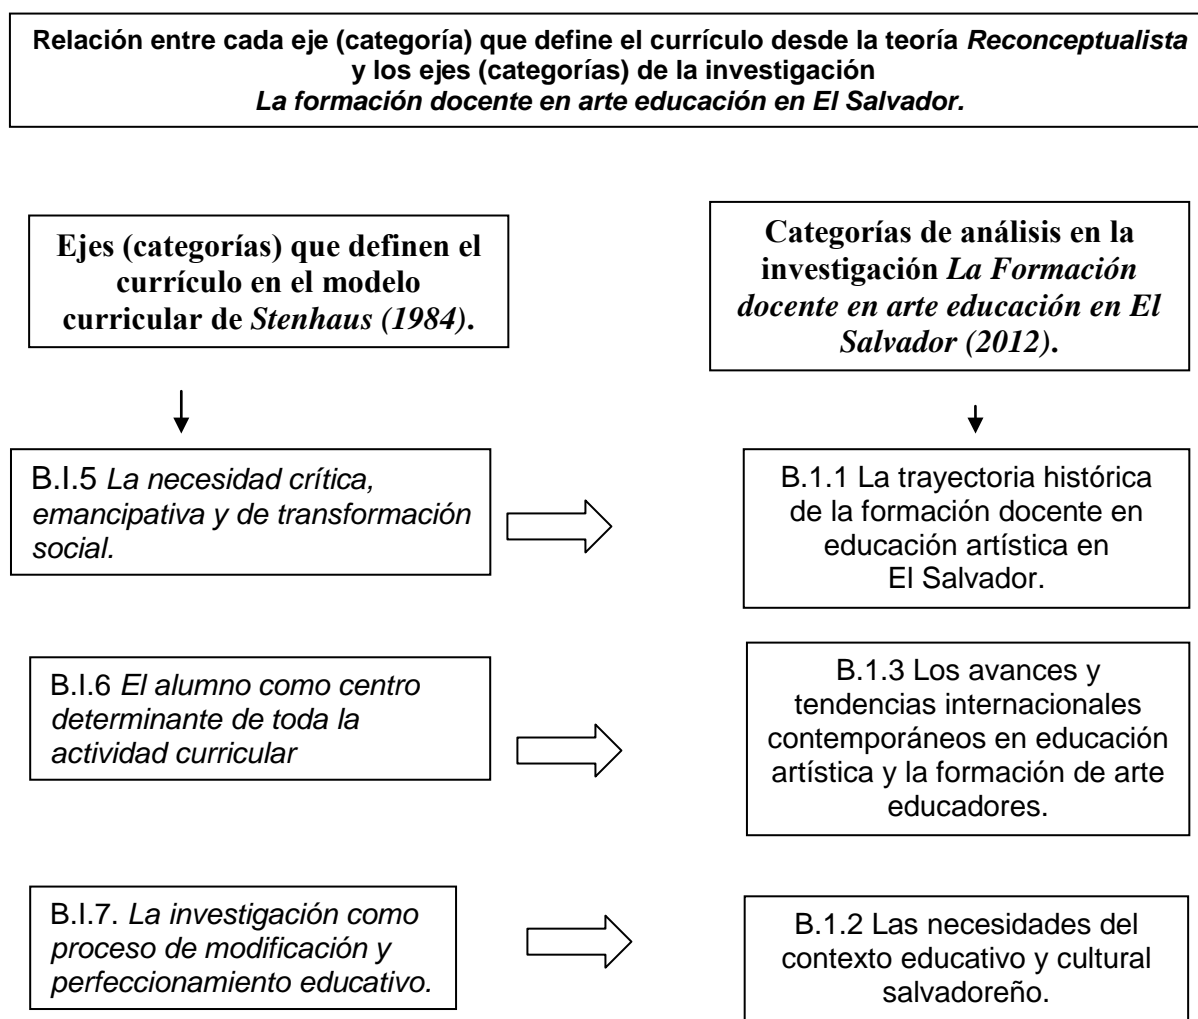 Relación entre cada eje (categoría) que define el currículo desde la teoría Reconceptualista
y los ejes (categorías) de la investigación
La formación docente en arte educación en El Salvador.
Ejes (categorías) que definen el
currículo en el modelo
curricular de Stenhaus (1984).
Categorías de análisis en la
investigación La Formación
docente en arte educación en El
Salvador (2012).
B.I.5 La necesidad crítica,
emancipativa y de transformación
social.
B.1.1 La trayectoria histórica
de la formación docente en
educación artística en
El Salvador.
B.I.6 El alumno como centro
determinante de toda la
actividad curricular
B.1.3 Los avances y
tendencias internacionales
contemporáneos en educación
artística y la formación de arte
educadores.
B.I.7. La investigación como
proceso de modificación y
perfeccionamiento educativo.
B.1.2 Las necesidades del
contexto educativo y cultural
salvadoreño.